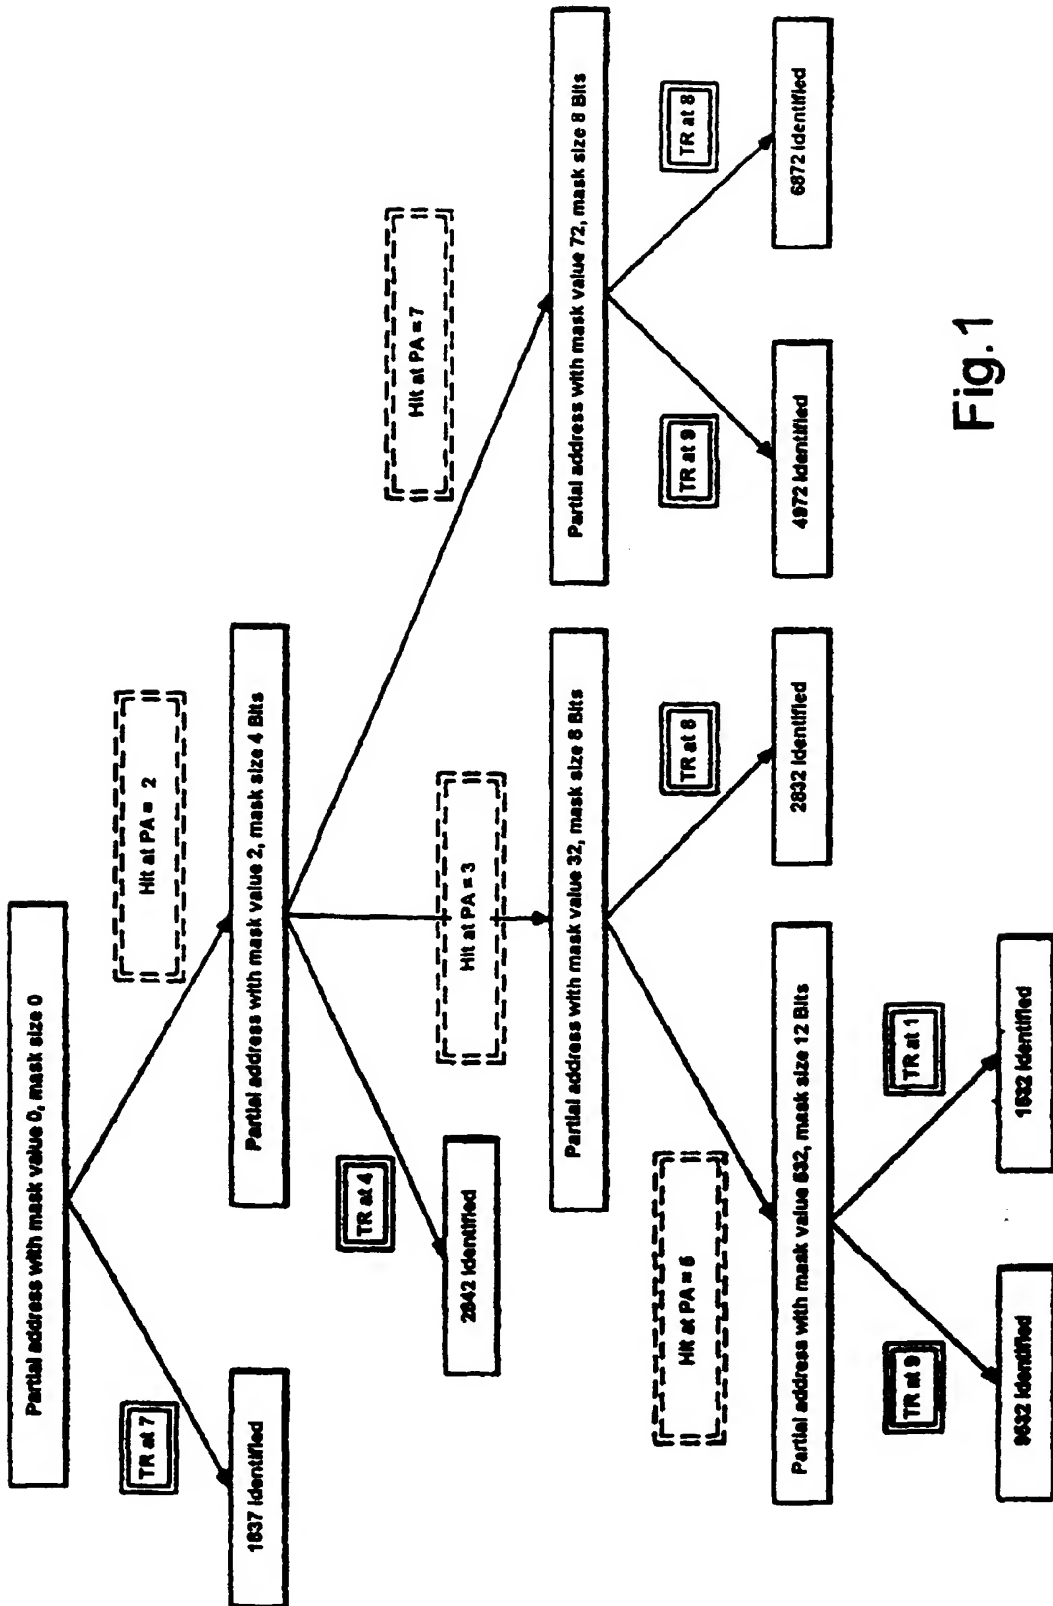 Partial address with mask value 0, mask size 0
TR at 7
Hit at PA = 2
1637 Identified
Partial address with mask value 2, mask size 4 Bits
TR at 4
Hit at PA = 3
Hit at PA = 7
2842 Identified
Partial address with mask value 32, mask size 8 Bits
Partial address with mask value 72, mask size 8 Bits
Hit at PA = 6
TR at 8
TR at 9
TR at 8
Partial address with mask value 632, mask size 12 Bits
2832 Identified
4972 Identified
6872 Identified
TR at 9
TR at 1
9632 Identified
1632 Identified
Fig.1